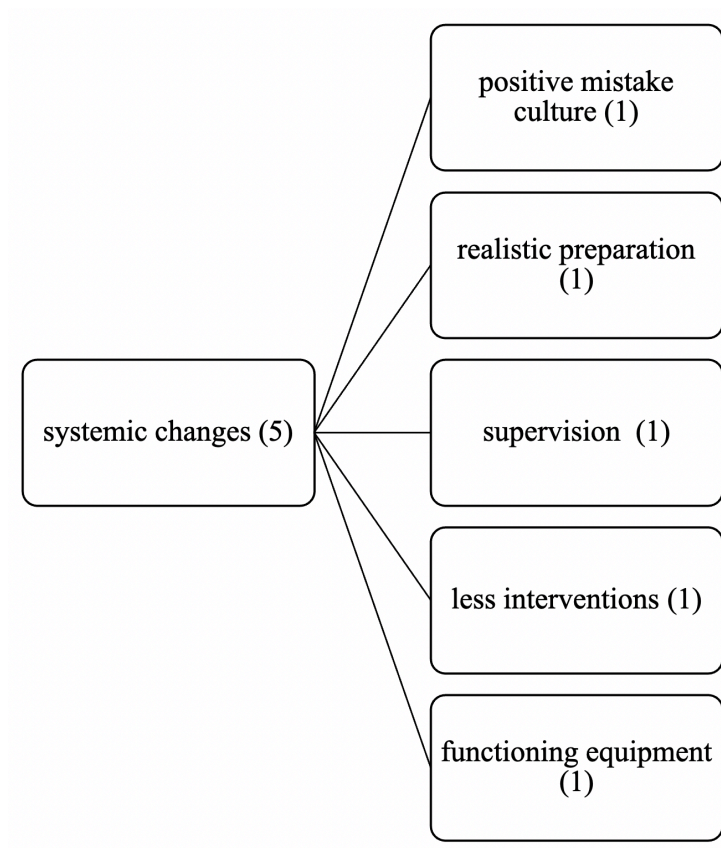 positive mistake
culture (1)
realistic preparation
(1)
systemic changes (5)
supervision  (1)
less interventions (1)
functioning equipment
(1)